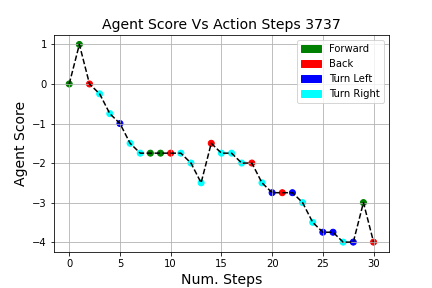 Agent Score Vs Action Steps 3737
Forward
Back
Turn Left
Turn Right
Agent Score
1
0
−1
−2
−3
−4
0 5 10 15 20 25 30
Num. Steps